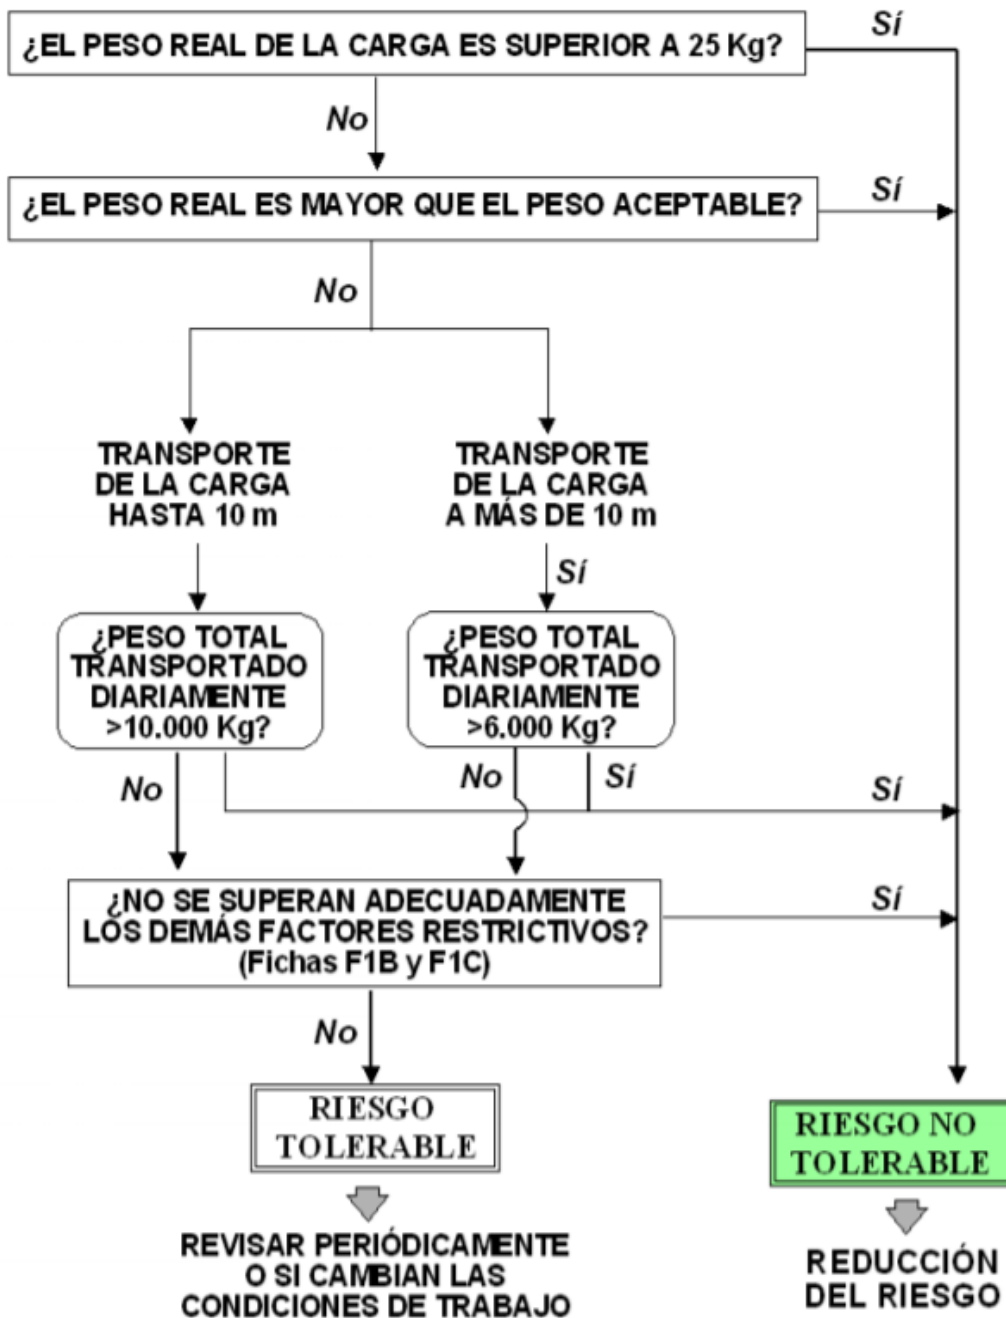 ¿EL PESO REAL DE LA CARGA ES SUPERIOR A 25 Kg?
Sí
No
¿EL PESO REAL ES MAYOR QUE EL PESO ACEPTABLE?
Sí
No
TRANSPORTE
DE LA CARGA
HASTA 10 m
TRANSPORTE
DE LA CARGA
A MÁS DE 10 m
Sí
¿PESO TOTAL
TRANSPORTADO
DIARIAMENTE
>10.000 Kg?
¿PESO TOTAL
TRANSPORTADO
DIARIAMENTE
>6.000 Kg?
No
No
Sí
Sí
¿NO SE SUPERAN ADECUADAMENTE
LOS DEMÁS FACTORES RESTRICTIVOS?
(Fichas F1B y F1C)
Sí
No
RIESGO
TOLERABLE
RIESGO NO
TOLERABLE
REVISAR PERIÓDICAMENTE
O SI CAMBIAN LAS
CONDICIONES DE TRABAJO
REDUCCIÓN
DEL RIESGO